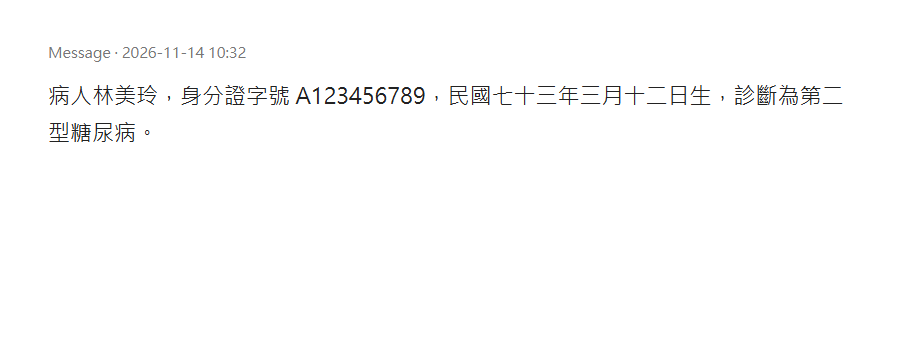 Message · 2026-11-14 10:32
病人林美玲，身分證字號 A123456789，民國七十三年三月十二日生，診斷為第二
型糖尿病。